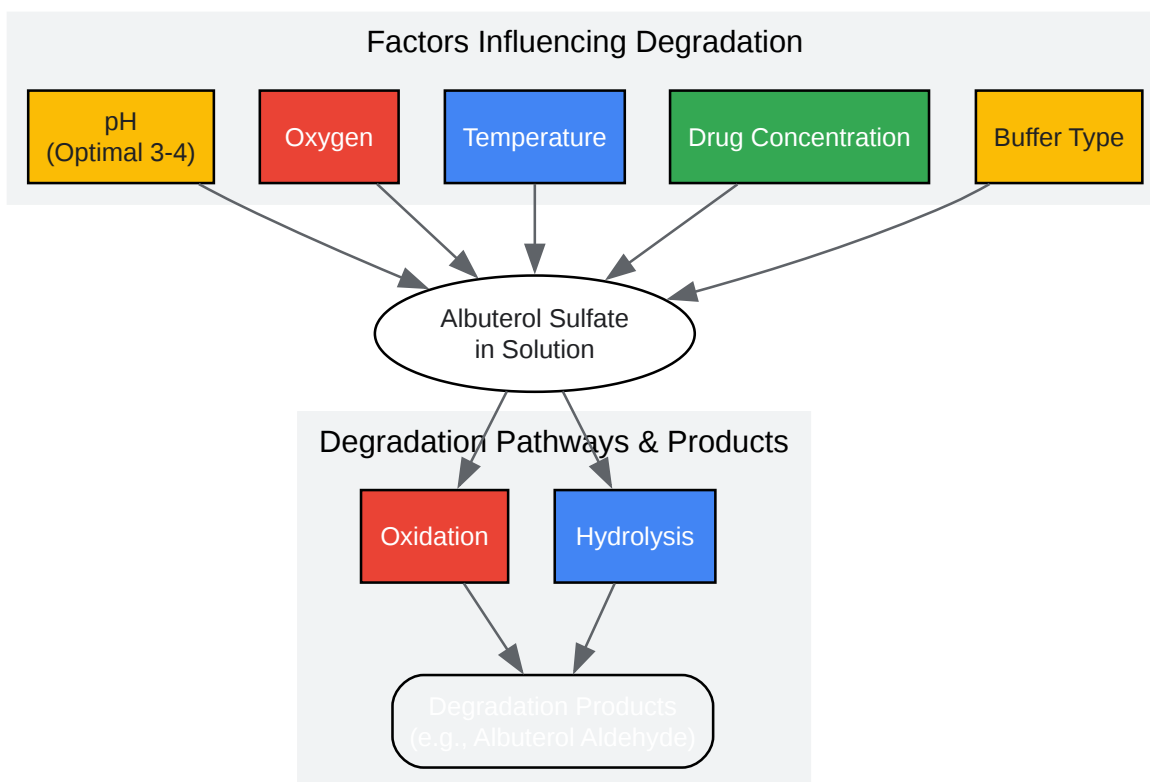 Factors Influencing Degradation
pH
(Optimal 3-4)
Oxygen
Temperature
Drug Concentration
Buffer Type
Albuterol Sulfate
in Solution
Degradation Pathways & Products
Oxidation
Hydrolysis
Degradation Products
(e.g., Albuterol Aldehyde)